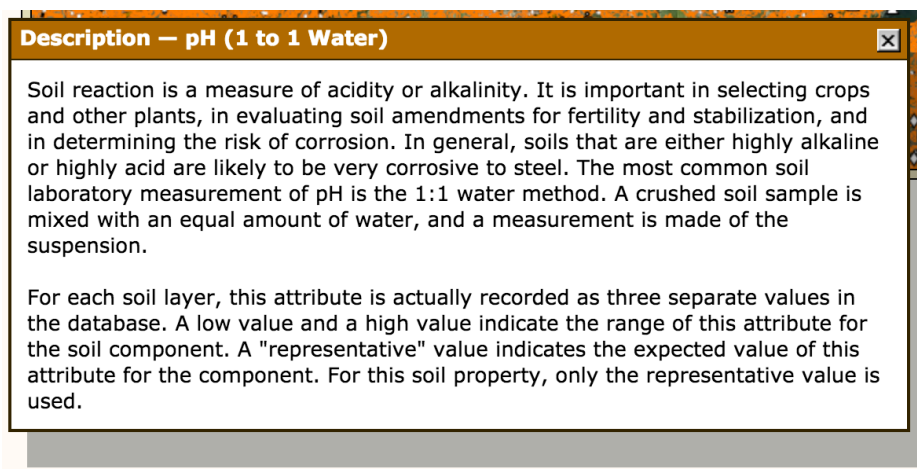 Description — pH (1 to 1 Water)
Soil reaction is a measure of acidity or alkalinity. It is important in selecting crops
and other plants, in evaluating soil amendments for fertility and stabilization, and
in determining the risk of corrosion. In general, soils that are either highly alkaline
or highly acid are likely to be very corrosive to steel. The most common soil
laboratory measurement of pH is the 1:1 water method. A crushed soil sample is
mixed with an equal amount of water, and a measurement is made of the
suspension.
For each soil layer, this attribute is actually recorded as three separate values in
the database. A low value and a high value indicate the range of this attribute for
the soil component. A "representative" value indicates the expected value of this
attribute for the component. For this soil property, only the representative value is
used.